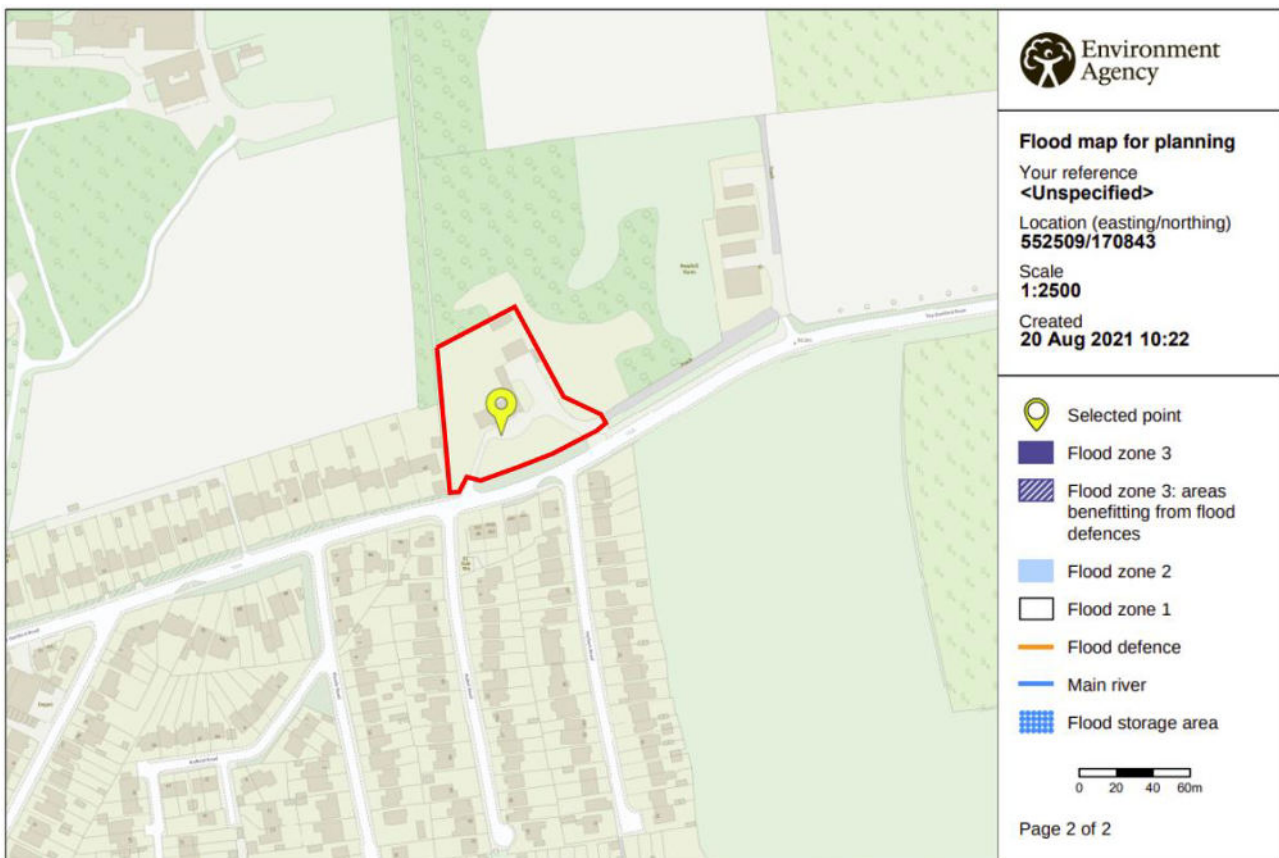 Environment
Agency
Flood map for planning
Your reference
<Unspecified>
Location (easting/northing)
552509/170843
Scale
1:2500
Created
20 Aug 2021 10:22
Selected point
Flood zone 3
Flood zone 3: areas
benefitting from flood
defences
Flood zone 2
Flood zone 1
Flood defence
Main river
Flood storage area
0 20 40 60m
Page 2 of 2
Track